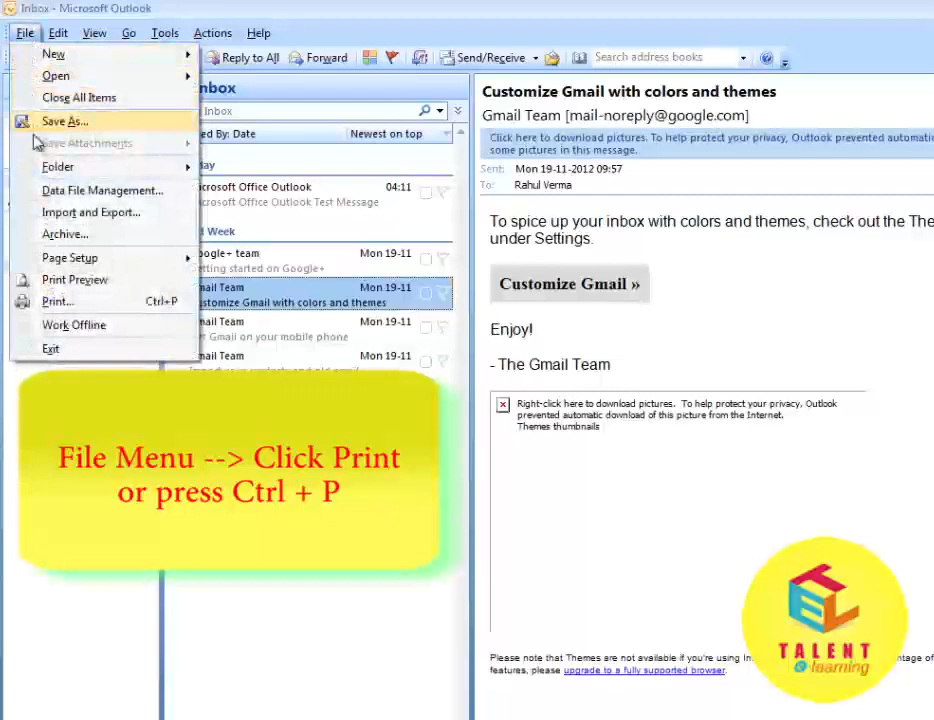 Inbox - Microsoft Outlook
File Edit View Go Tools Actions Help
New
Open
Close All Items
Save As...
Save Attachments
Folder
Data File Management...
Import and Export...
Archive...
Page Setup
Print Preview
Print... Ctrl+P
Work Offline
Exit
Reply to All Forward Send/Receive Search address books
Inbox
Inbox
ed By: Date Newest on top
day
icrosoft Office Outlook 04:11
icrosoft Office Outlook Test Message
d Week
oogle+ team Mon 19-11
etting started on Google+
mail Team Mon 19-11
ustomize Gmail with colors and themes
mail Team Mon 19-11
Gmail on your mobile phone
mail Team Mon 19-11
Customize Gmail with colors and themes
Gmail Team [mail-noreply@google.com]
Click here to download pictures. To help protect your privacy, Outlook prevented automatic
some pictures in this message.
Sent: Mon 19-11-2012 09:57
To: Rahul Verma
To spice up your inbox with colors and themes, check out the The
under Settings.
Customize Gmail »
Enjoy!
- The Gmail Team
Right-click here to download pictures. To help protect your privacy, Outlook
prevented automatic download of this picture from the Internet.
Themes thumbnails
File Menu --> Click Print
or press Ctrl + P
Please note that Themes are not available if you're using In
ntage of
features, please upgrade to a fully supported browser.
TEL
TALENT
e-learning